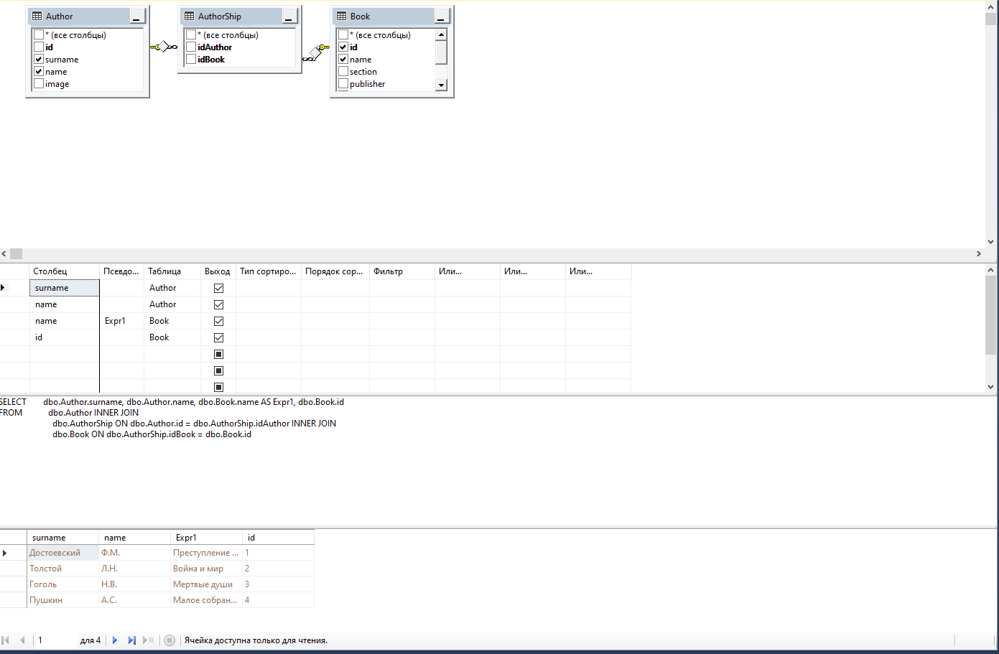 Author
* (все столбцы)
id
surname
name
image
AuthorShip
* (все столбцы)
idAuthor
idBook
Book
* (все столбцы)
id
name
section
publisher
Столбец Псевдо... Таблица Выход Тип сортиро... Порядок сор... Фильтр Или... Или... Или...
surname Author
name Author
name Expr1 Book
id Book
SELECT dbo.Author.surname, dbo.Author.name, dbo.Book.name AS Expr1, dbo.Book.id
FROM dbo.Author INNER JOIN
dbo.AuthorShip ON dbo.Author.id = dbo.AuthorShip.idAuthor INNER JOIN
dbo.Book ON dbo.AuthorShip.idBook = dbo.Book.id
surname name Expr1 id
Достоевский Ф.М. Преступление ... 1
Толстой Л.Н. Война и мир 2
Гоголь Н.В. Мертвые души 3
Пушкин А.С. Малое собран... 4
1 для 4 Ячейка доступна только для чтения.